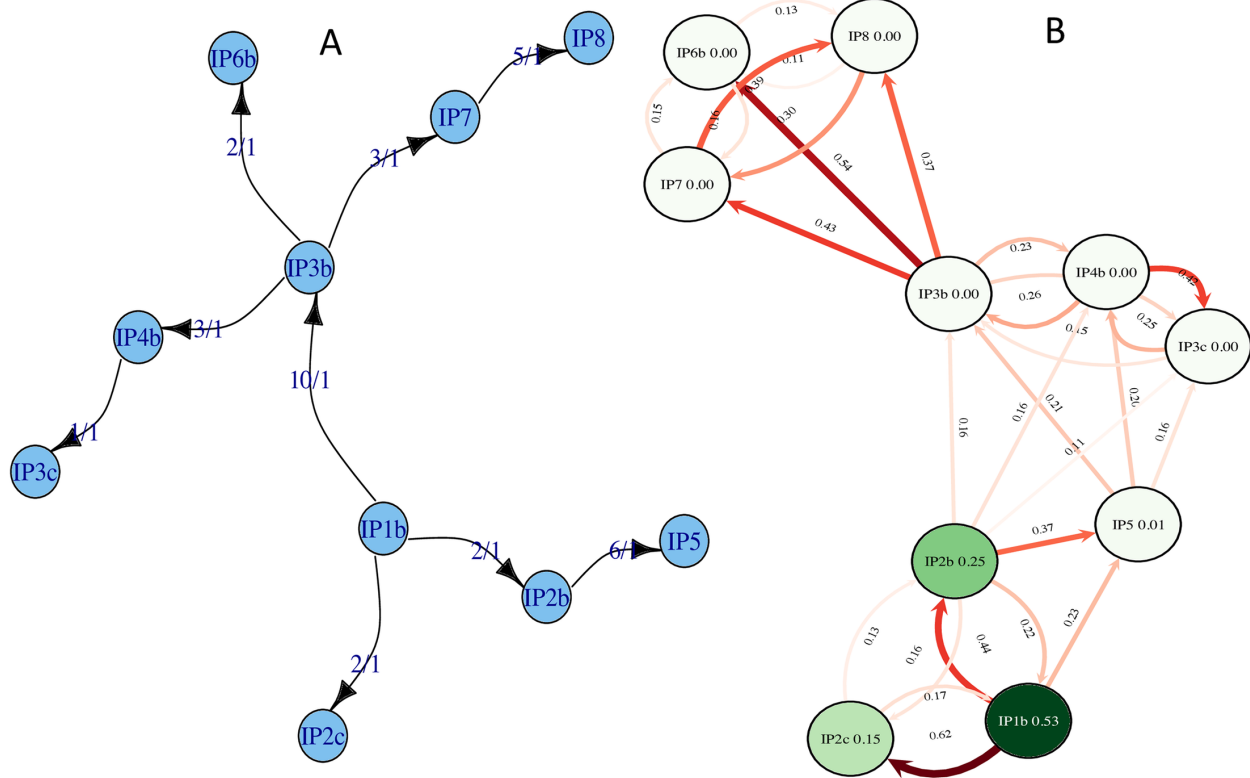 A
B
IP6b
IP8
5/1
IP7
2/1
3/1
IP3b
3/1
IP4b
10/1
1/1
IP3c
IP1b
2/1
6/1
IP5
IP2b
2/1
IP2c
0.13
IP6b 0.00
IP8 0.00
0.11
0.39
0.15
0.16
0.30
0.54
0.37
IP7 0.00
0.43
0.23
IP4b 0.00
0.42
IP3b 0.00
0.26
0.25
0.15
IP3c 0.00
0.16
0.16
0.21
0.20
0.16
0.11
IP5 0.01
0.37
IP2b 0.25
0.13
0.16
0.44
0.22
0.23
0.17
IP1b 0.53
IP2c 0.15
0.62